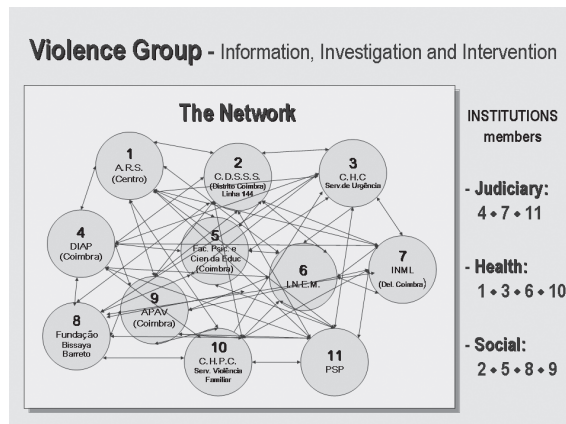 Violence Group - Information, Investigation and Intervention
The Network
1
A.R.S.
(Centro)
2
C.D.S.S.S.
(Distrito Coimbra)
Linha 144
3
C.H.C
Serv.de Urgência
4
DIAP
(Coimbra)
5
Fac. Psic. e
Cien da Educ
(Coimbra)
6
I.N.E.M.
7
INML
(Del. Coimbra)
8
Fundação
Bissaya
Barreto
9
APAV
(Coimbra)
10
C.H.P.C.
Serv. Violência
Familiar
11
PSP
INSTITUTIONS
members
- Judiciary:
4 • 7 • 11
- Health:
1 • 3 • 6 • 10
- Social:
2 • 5 • 8 • 9